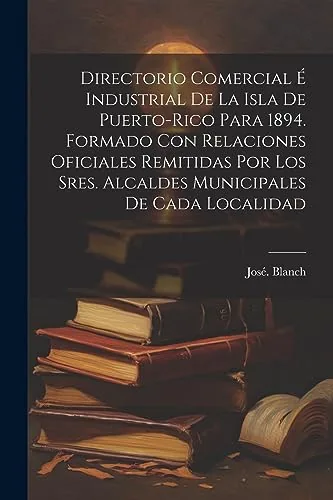 Directorio Comercial É
Industrial De La Isla De
Puerto-Rico Para 1894.
Formado Con Relaciones
Oficiales Remitidas Por Los
Sres. Alcaldes Municipales
De Cada Localidad
José. Blanch